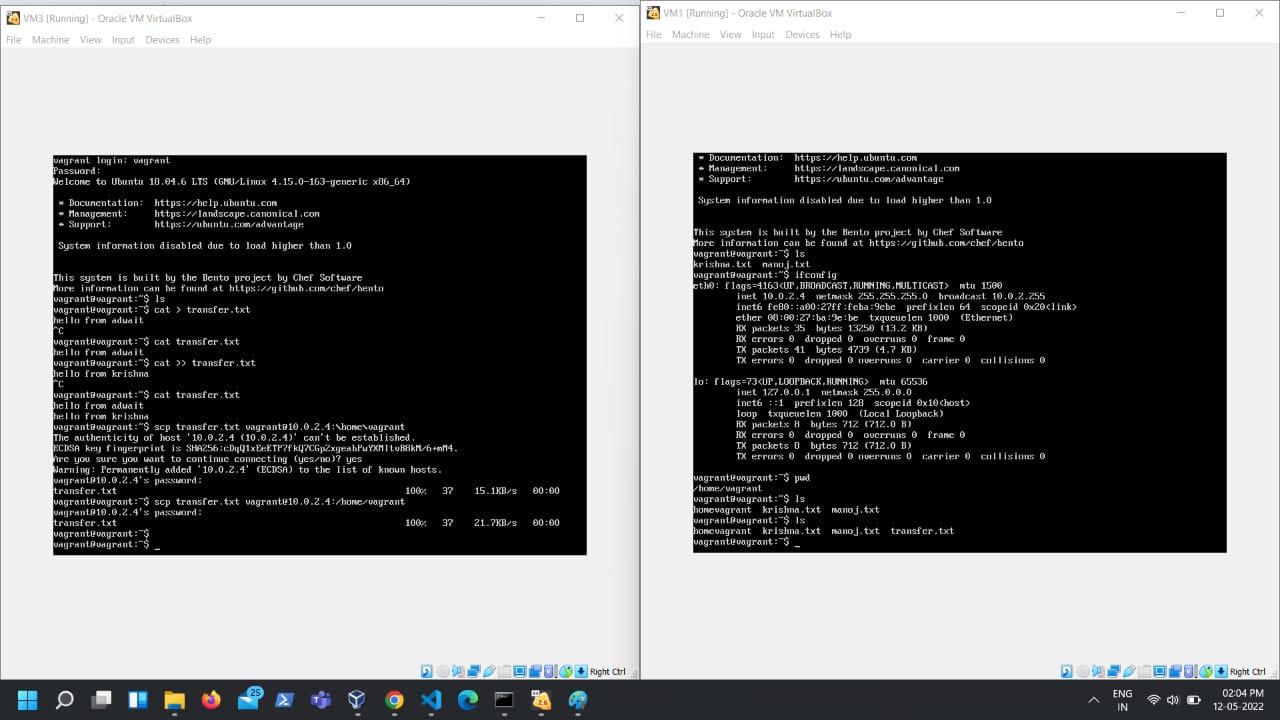 VM3 [Running] - Oracle VM VirtualBox
File Machine View Input Devices Help
vagrant login: vagrant
Password:
Welcome to Ubuntu 18.04.6 LTS (GNU/Linux 4.15.0-163-generic x86_64)
* Documentation: https://help.ubuntu.com
* Management: https://landscape.canonical.com
* Support: https://ubuntu.com/advantage
System information disabled due to load higher than 1.0
This system is built by the Bento project by Chef Software
More information can be found at https://github.com/chef/bento
vagrant@vagrant:~$ ls
vagrant@vagrant:~$ cat > transfer.txt
hello from adwait
^C
vagrant@vagrant:~$ cat transfer.txt
hello from adwait
vagrant@vagrant:~$ cat >> transfer.txt
hello from krishna
^C
vagrant@vagrant:~$ cat transfer.txt
hello from adwait
hello from krishna
vagrant@vagrant:~$ scp transfer.txt vagrant@10.0.2.4:\home\vagrant
The authenticity of host '10.0.2.4 (10.0.2.4)' can't be established.
ECDSA key fingerprint is
Are you sure you want to continue connecting (yes/no)? yes
Warning: Permanently added '10.0.2.4' (ECDSA) to the list of known hosts.
vagrant@10.0.2.4's password:
transfer.txt 100% 37 15.1KB/s 00:00
vagrant@vagrant:~$ scp transfer.txt vagrant@10.0.2.4:/home/vagrant
vagrant@10.0.2.4's password:
transfer.txt 100% 37 21.7KB/s 00:00
vagrant@vagrant:~$
vagrant@vagrant:~$ _
Right Ctrl
VM1 [Running] - Oracle VM VirtualBox
File Machine View Input Devices Help
* Documentation: https://help.ubuntu.com
* Management: https://landscape.canonical.com
* Support: https://ubuntu.com/advantage
System information disabled due to load higher than 1.0
This system is built by the Bento project by Chef Software
More information can be found at https://github.com/chef/bento
vagrant@vagrant:~$ ls
krishna.txt manoj.txt
vagrant@vagrant:~$ ifconfig
eth0: flags=4163<UP,BROADCAST,RUNNING,MULTICAST> mtu 1500
inet 10.0.2.4 netmask 255.255.255.0 broadcast 10.0.2.255
inet6 fe80::a00:27ff:feba:9ebe prefixlen 64 scopeid 0x20<link>
ether 08:00:27:ba:9e:be txqueuelen 1000 (Ethernet)
RX packets 35 bytes 13250 (13.2 KB)
RX errors 0 dropped 0 overruns 0 frame 0
TX packets 41 bytes 4739 (4.7 KB)
TX errors 0 dropped 0 overruns 0 carrier 0 collisions 0
lo: flags=73<UP,LOOPBACK,RUNNING> mtu 65536
inet 127.0.0.1 netmask 255.0.0.0
inet6 ::1 prefixlen 128 scopeid 0x10<host>
loop txqueuelen 1000 (Local Loopback)
RX packets 8 bytes 712 (712.0 B)
RX errors 0 dropped 0 overruns 0 frame 0
TX packets 8 bytes 712 (712.0 B)
TX errors 0 dropped 0 overruns 0 carrier 0 collisions 0
vagrant@vagrant:~$ pwd
/home/vagrant
vagrant@vagrant:~$ ls
homevagrant krishna.txt manoj.txt
vagrant@vagrant:~$ ls
homevagrant krishna.txt manoj.txt transfer.txt
vagrant@vagrant:~$ _
Right Ctrl
25
2.6
ENG
IN
02:04 PM
12-05-2022